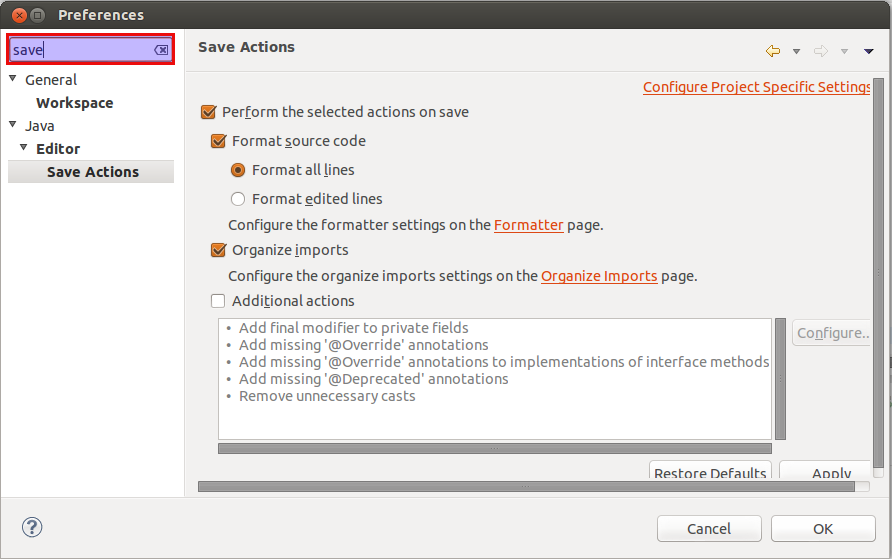 Preferences
save
General
Workspace
Java
Editor
Save Actions
Save Actions
Configure Project Specific Settings
Perform the selected actions on save
Format source code
Format all lines
Format edited lines
Configure the formatter settings on the Formatter page.
Organize imports
Configure the organize imports settings on the Organize Imports page.
Additional actions
• Add final modifier to private fields
• Add missing '@Override' annotations
• Add missing '@Override' annotations to implementations of interface methods
• Add missing '@Deprecated' annotations
• Remove unnecessary casts
Configure..
Restore Defaults
Apply
?
Cancel
OK